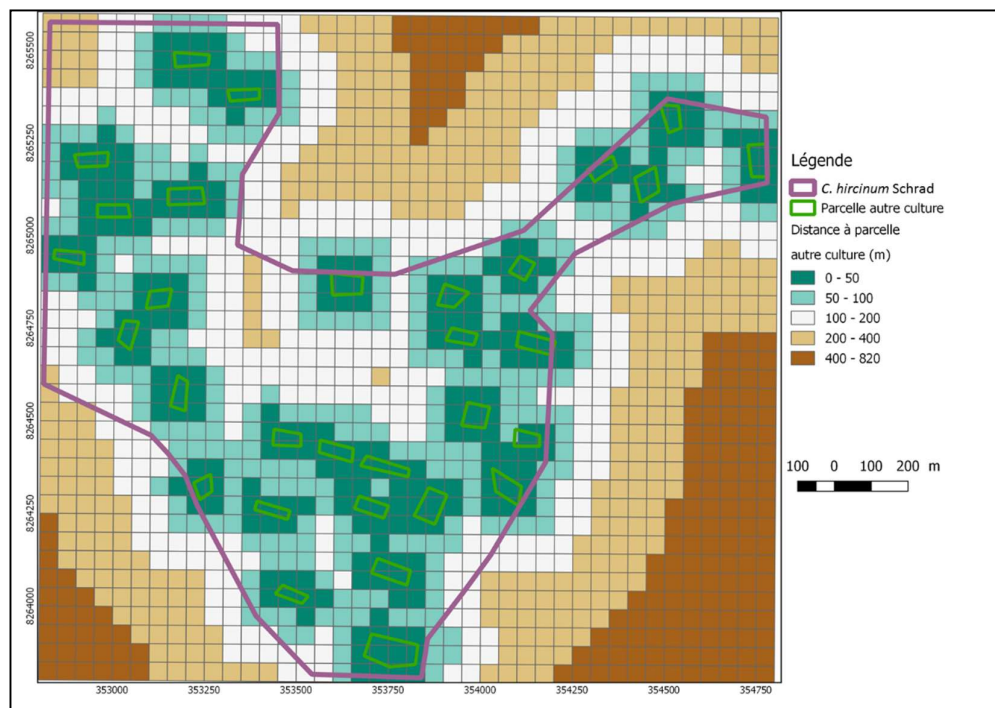 8265500
8265250
8265000
8264750
8264500
8264250
8264000
353000 353250 353500 353750 354000 354250 354500 354750
Légende
C. hircinum Schrad
Parcelle autre culture
Distance à parcelle
autre culture (m)
0 - 50
50 - 100
100 - 200
200 - 400
400 - 820
100 0 100 200 m